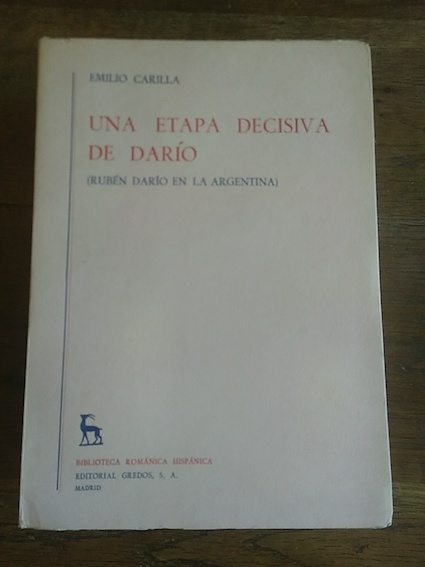 EMILIO CARILLA
UNA ETAPA DECISIVA
DE DARÍO
(RUBÉN DARÍO EN LA ARGENTINA)
BIBLIOTECA ROMÁNICA HISPÁNICA
EDITORIAL GREDOS, S. A.
MADRID